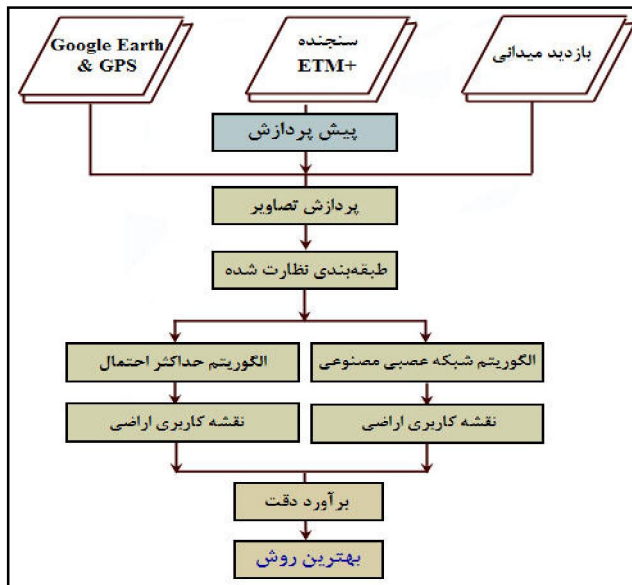 Google Earth
& GPS
سنجنده
ETM+
بازدید میدانی
پیش پردازش
پردازش تصاویر
طبقه‌بندی نظارت شده
الگوریتم شبکه عصبی مصنوعی
الگوریتم حداکثر احتمال
نقشه کاربری اراضی
نقشه کاربری اراضی
برآورد دقت
بهترین روش